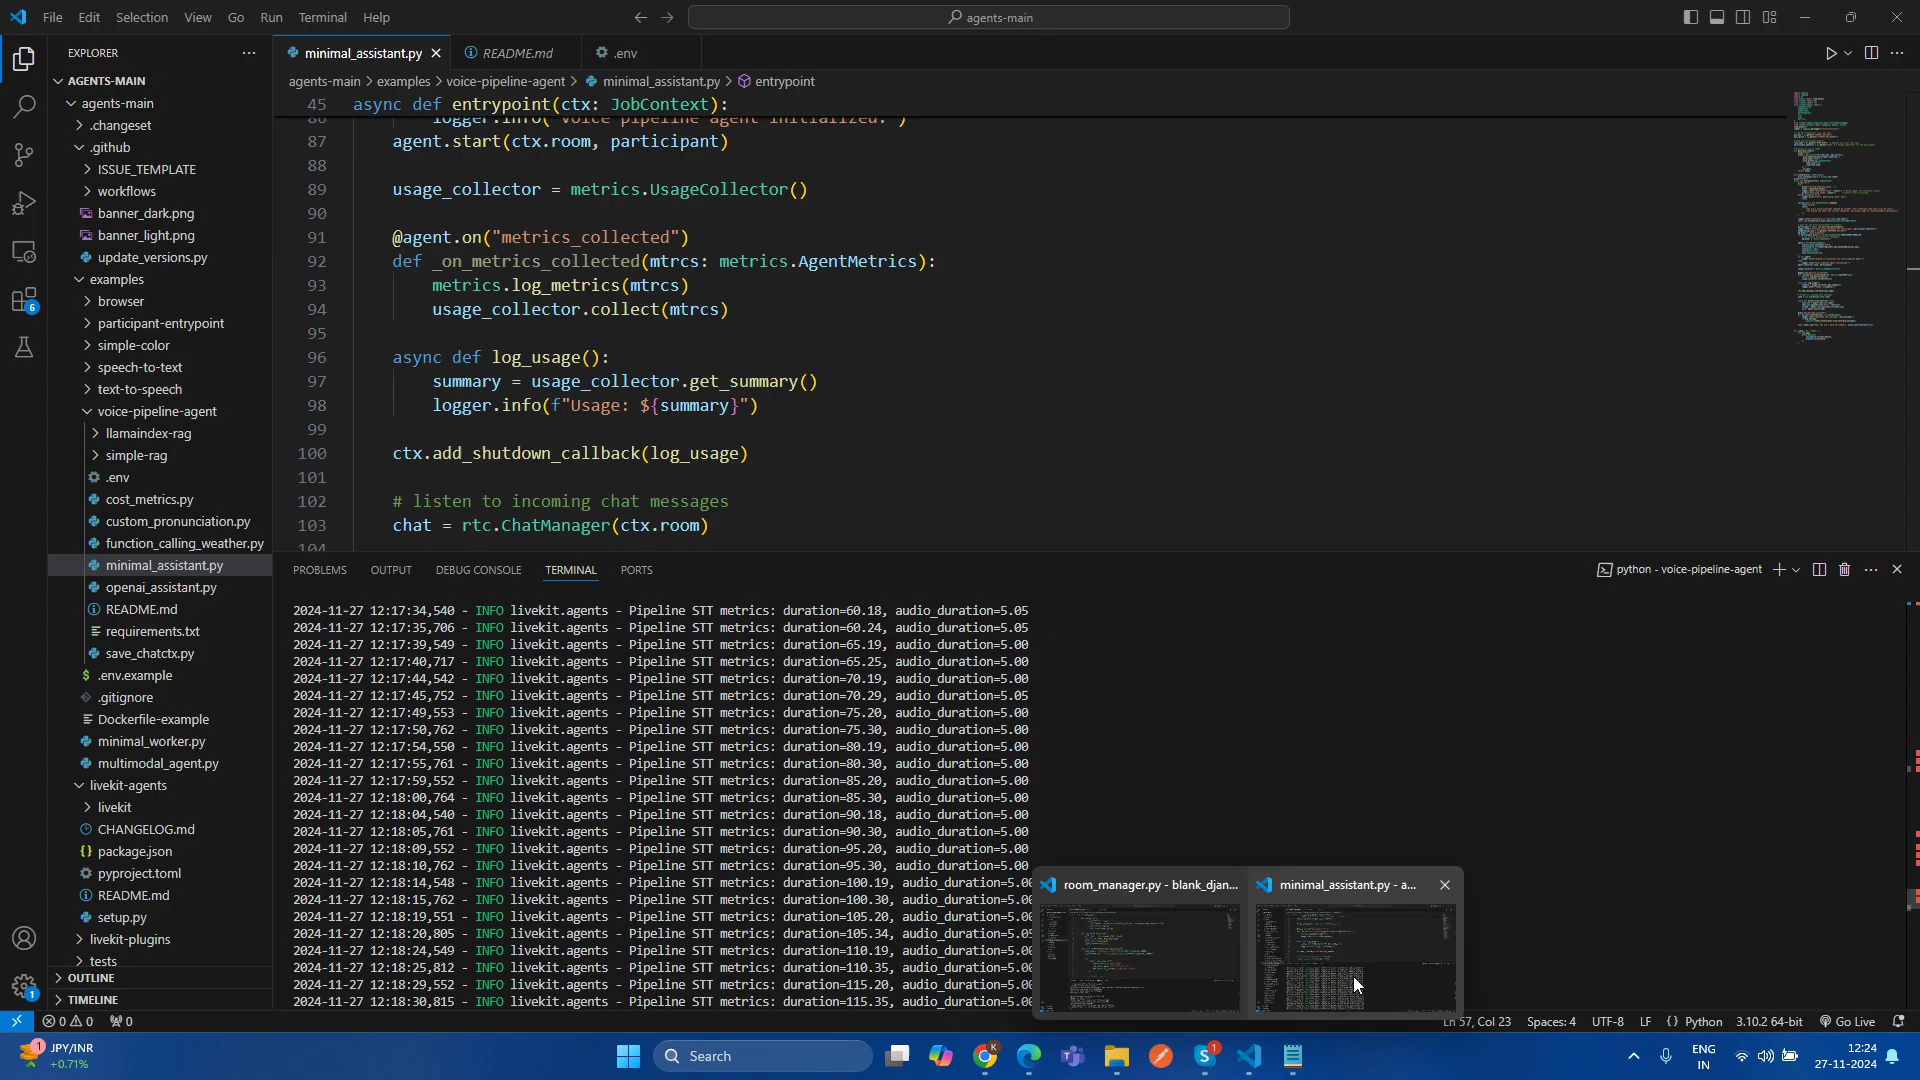 File Edit Selection View Go Run Terminal Help
agents-main
EXPLORER
AGENTS-MAIN
agents-main
.changeset
.github
ISSUE_TEMPLATE
workflows
banner_dark.png
banner_light.png
update_versions.py
examples
browser
participant-entrypoint
simple-color
speech-to-text
text-to-speech
voice-pipeline-agent
llamaindex-rag
simple-rag
.env
cost_metrics.py
custom_pronunciation.py
function_calling_weather.py
minimal_assistant.py
openai_assistant.py
README.md
requirements.txt
save_chatctx.py
.env.example
.gitignore
Dockerfile-example
minimal_worker.py
multimodal_agent.py
livekit-agents
livekit
CHANGELOG.md
package.json
pyproject.toml
README.md
setup.py
livekit-plugins
tests
OUTLINE
TIMELINE
6
1
minimal_assistant.py README.md .env
agents-main > examples > voice-pipeline-agent > minimal_assistant.py > entrypoint
45 async def entrypoint(ctx: JobContext):
86 logger.info("Voice pipeline agent initialized.")
87 agent.start(ctx.room, participant)
88
89 usage_collector = metrics.UsageCollector()
90
91 @agent.on("metrics_collected")
92 def _on_metrics_collected(mtrcs: metrics.AgentMetrics):
93 metrics.log_metrics(mtrcs)
94 usage_collector.collect(mtrcs)
95
96 async def log_usage():
97 summary = usage_collector.get_summary()
98 logger.info(f"Usage: ${summary}")
99
100 ctx.add_shutdown_callback(log_usage)
101
102 # listen to incoming chat messages
103 chat = rtc.ChatManager(ctx.room)
104
PROBLEMS OUTPUT DEBUG CONSOLE TERMINAL PORTS
python - voice-pipeline-agent
2024-11-27 12:17:34,540 - INFO livekit.agents - Pipeline STT metrics: duration=60.18, audio_duration=5.05
2024-11-27 12:17:35,706 - INFO livekit.agents - Pipeline STT metrics: duration=60.24, audio_duration=5.05
2024-11-27 12:17:39,549 - INFO livekit.agents - Pipeline STT metrics: duration=65.19, audio_duration=5.00
2024-11-27 12:17:40,717 - INFO livekit.agents - Pipeline STT metrics: duration=65.25, audio_duration=5.00
2024-11-27 12:17:44,542 - INFO livekit.agents - Pipeline STT metrics: duration=70.19, audio_duration=5.00
2024-11-27 12:17:45,752 - INFO livekit.agents - Pipeline STT metrics: duration=70.29, audio_duration=5.05
2024-11-27 12:17:49,553 - INFO livekit.agents - Pipeline STT metrics: duration=75.20, audio_duration=5.00
2024-11-27 12:17:50,762 - INFO livekit.agents - Pipeline STT metrics: duration=75.30, audio_duration=5.00
2024-11-27 12:17:54,550 - INFO livekit.agents - Pipeline STT metrics: duration=80.19, audio_duration=5.00
2024-11-27 12:17:55,761 - INFO livekit.agents - Pipeline STT metrics: duration=80.30, audio_duration=5.00
2024-11-27 12:17:59,552 - INFO livekit.agents - Pipeline STT metrics: duration=85.20, audio_duration=5.00
2024-11-27 12:18:00,764 - INFO livekit.agents - Pipeline STT metrics: duration=85.30, audio_duration=5.00
2024-11-27 12:18:04,540 - INFO livekit.agents - Pipeline STT metrics: duration=90.18, audio_duration=5.00
2024-11-27 12:18:05,761 - INFO livekit.agents - Pipeline STT metrics: duration=90.30, audio_duration=5.00
2024-11-27 12:18:09,552 - INFO livekit.agents - Pipeline STT metrics: duration=95.20, audio_duration=5.00
2024-11-27 12:18:10,762 - INFO livekit.agents - Pipeline STT metrics: duration=95.30, audio_duration=5.00
2024-11-27 12:18:14,548 - INFO livekit.agents - Pipeline STT metrics: duration=100.19, audio_duration=5.00
2024-11-27 12:18:15,762 - INFO livekit.agents - Pipeline STT metrics: duration=100.30, audio_duration=5.00
2024-11-27 12:18:19,551 - INFO livekit.agents - Pipeline STT metrics: duration=105.20, audio_duration=5.00
2024-11-27 12:18:20,805 - INFO livekit.agents - Pipeline STT metrics: duration=105.34, audio_duration=5.05
2024-11-27 12:18:24,549 - INFO livekit.agents - Pipeline STT metrics: duration=110.19, audio_duration=5.00
2024-11-27 12:18:25,812 - INFO livekit.agents - Pipeline STT metrics: duration=110.35, audio_duration=5.00
2024-11-27 12:18:29,552 - INFO livekit.agents - Pipeline STT metrics: duration=115.20, audio_duration=5.00
2024-11-27 12:18:30,815 - INFO livekit.agents - Pipeline STT metrics: duration=115.35, audio_duration=5.00
room_manager.py - blank_djan...
minimal_assistant.py - a...
0 0 0
Ln 57, Col 23 Spaces: 4 UTF-8 LF Python 3.10.2 64-bit Go Live
1
JPY/INR
+0.71%
Search
K
1
ENG
IN
12:24
27-11-2024